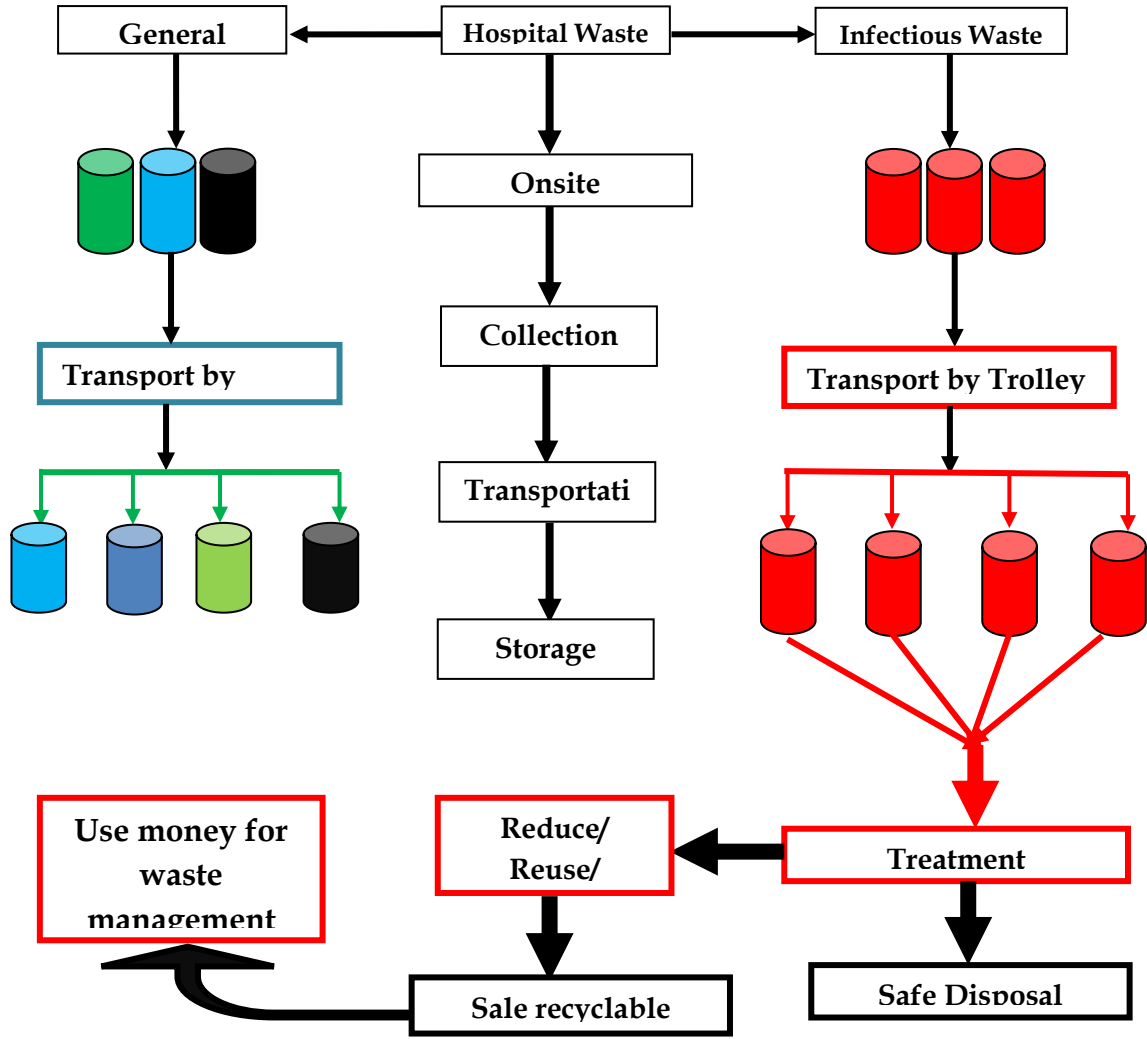 General
Hospital Waste
Infectious Waste
Onsite
Collection
Transport by
Transport by Trolley
Transportati
Storage
Use money for
waste
management
Reduce/
Reuse/
Treatment
Sale recyclable
Safe Disposal